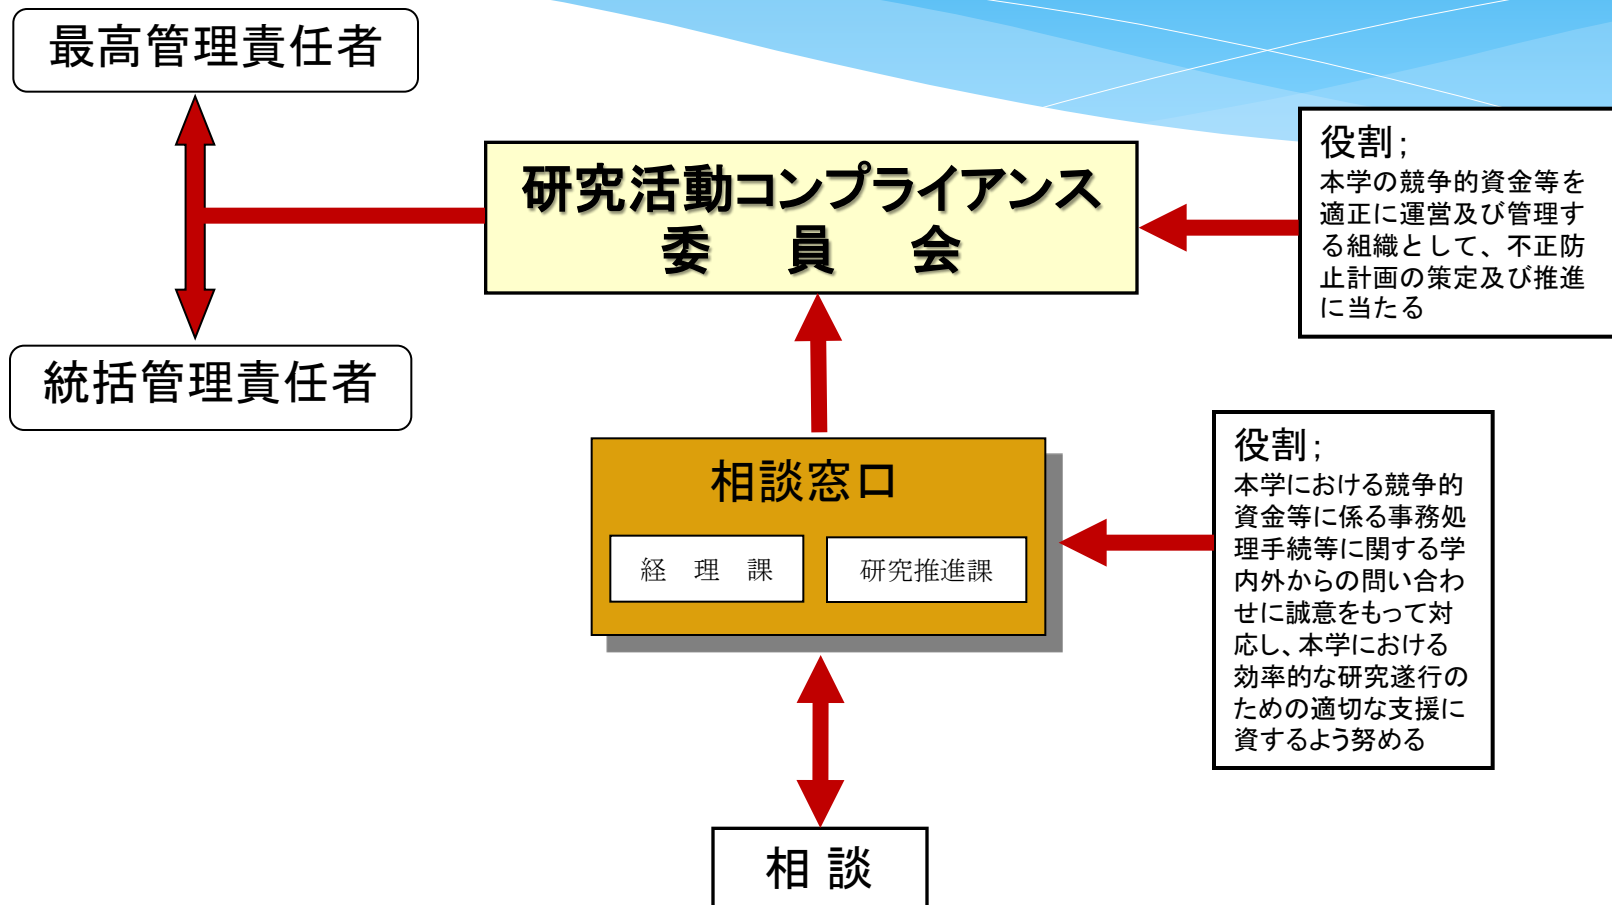 最高管理責任者
研究活動コンプライアンス
委　員　会
役割；
本学の競争的資金等を
適正に運営及び管理す
る組織として、不正防
止計画の策定及び推進
に当たる
統括管理責任者
相談窓口
経　理　課
研究推進課
役割；
本学における競争的
資金等に係る事務処
理手続等に関する学
内外からの問い合わ
せに誠意をもって対
応し、本学における
効率的な研究遂行の
ための適切な支援に
資するよう努める
相 談